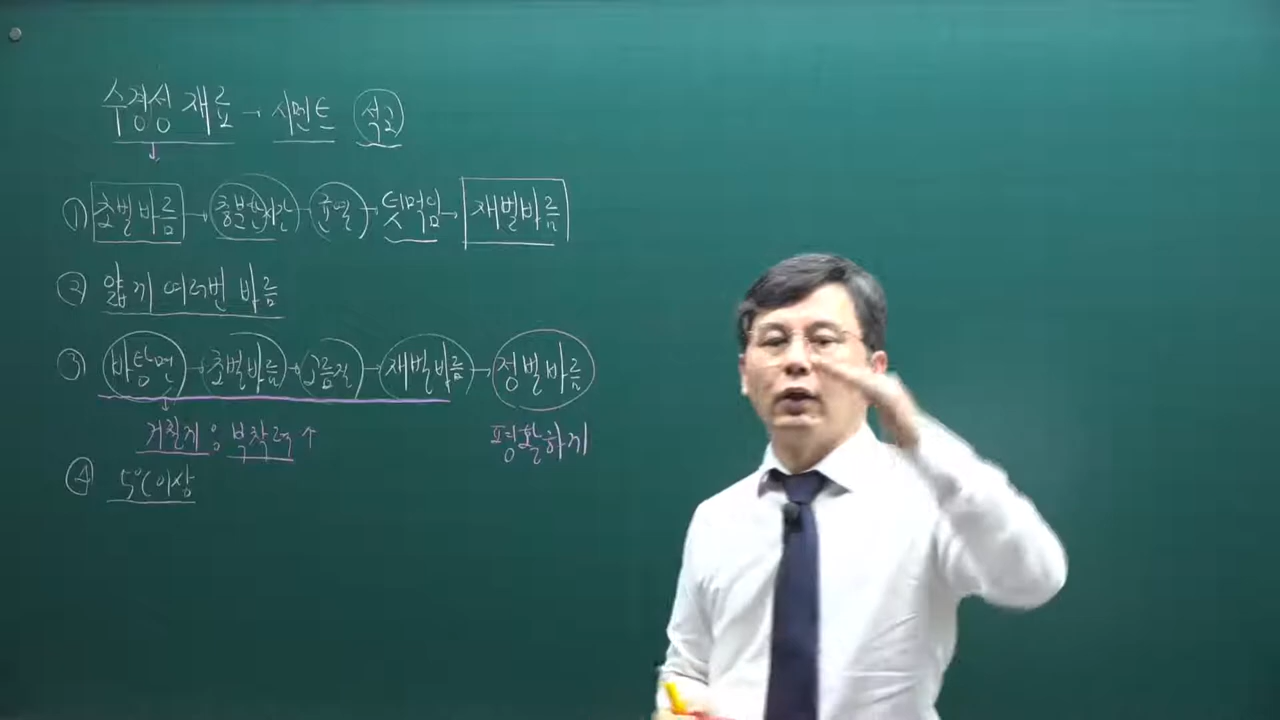 수경성 재료 → 시멘트 석고
① 초벌바름 → 충분한시간 → 균열 → 덧먹임 → 재벌바름
② 얇게 여러번 바름
③ 바탕면 → 초벌바름 → 고름질 → 재벌바름 → 정벌바름
거칠게 : 부착력 ↑ 평활하게
④ 5℃이상